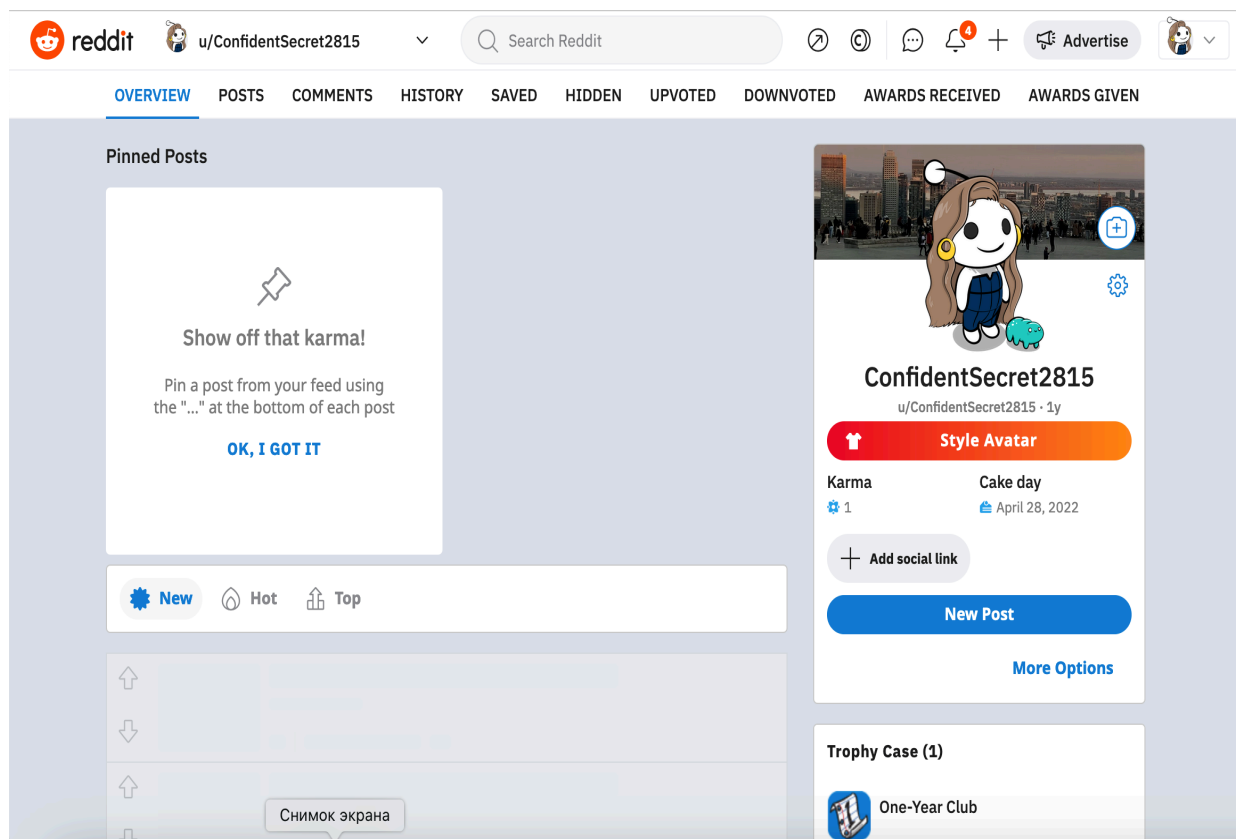 reddit
u/ConfidentSecret2815
Search Reddit
4
Advertise
OVERVIEW POSTS COMMENTS HISTORY SAVED HIDDEN UPVOTED DOWNVOTED AWARDS RECEIVED AWARDS GIVEN
Pinned Posts
Show off that karma!
Pin a post from your feed using
the "..." at the bottom of each post
OK, I GOT IT
New Hot Top
Снимок экрана
ConfidentSecret2815
u/ConfidentSecret2815 · 1y
Style Avatar
Karma Cake day
1 April 28, 2022
Add social link
New Post
More Options
Trophy Case (1)
One-Year Club